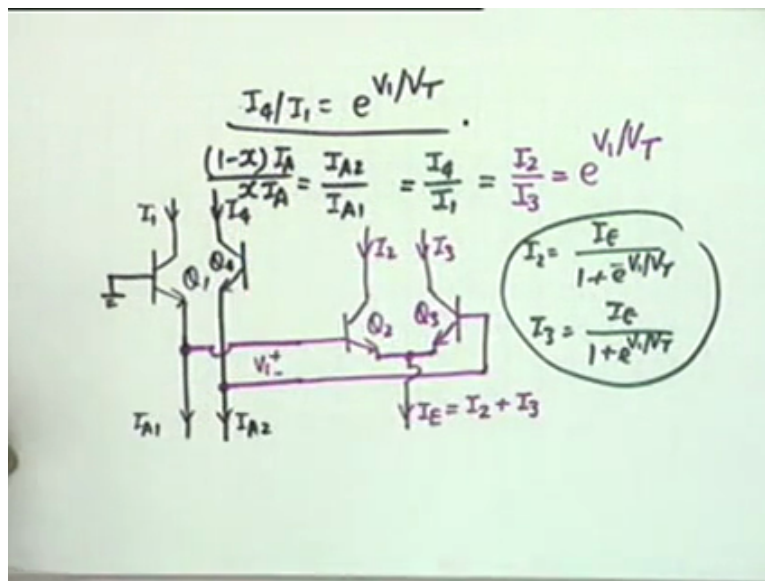 I4/I1 = e^V1/VT .
(1-x) IA / x IA = IA2 / IA1 = I4 / I1 = I2 / I3 = e^V1/VT
I1 I4 I2 I3
Q1 Q4 Q2 Q3
V1 + -
IA1 IA2 IE = I2 + I3
I2 = IE / 1 + e^-V1/VT
I3 = IE / 1 + e^V1/VT